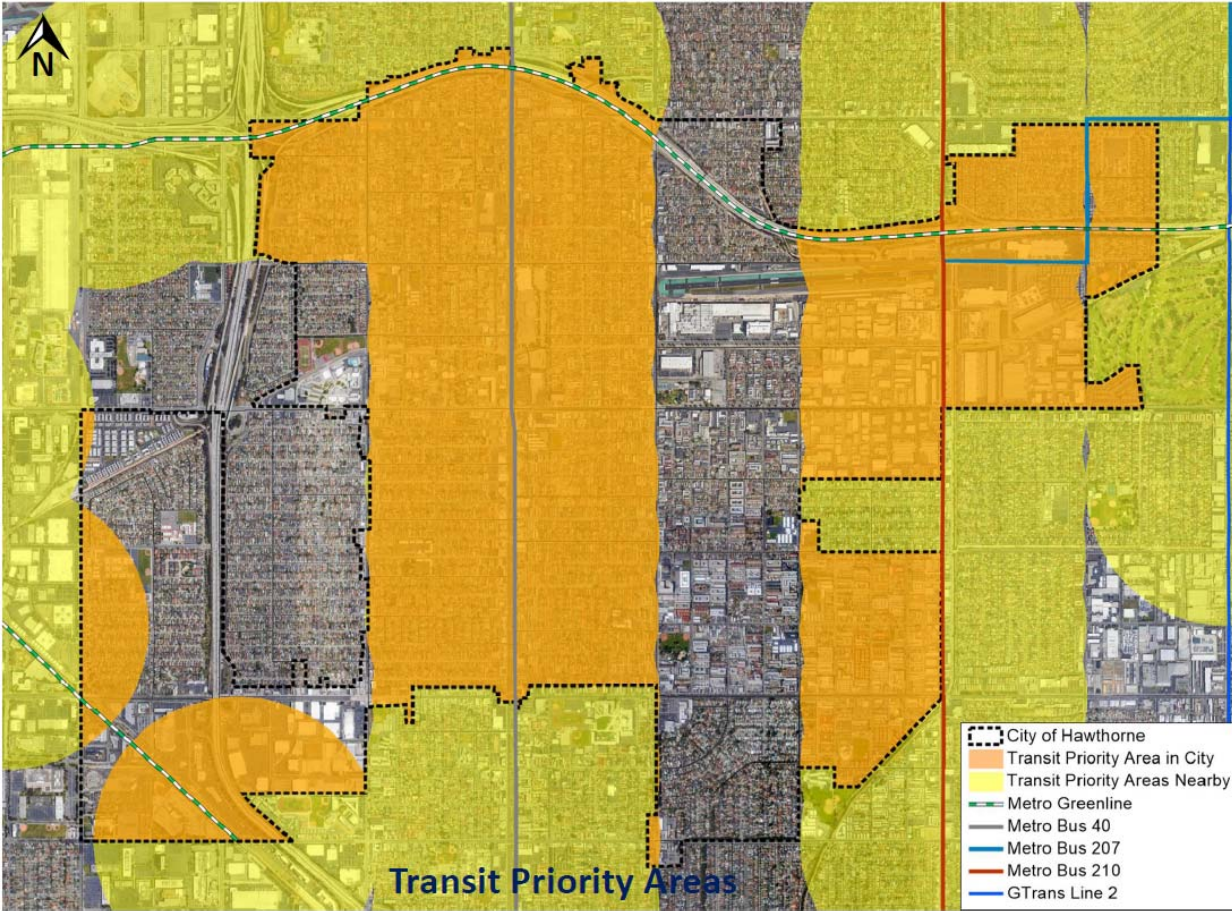 N
City of Hawthorne
Transit Priority Area in City
Transit Priority Areas Nearby
Metro Greenline
Metro Bus 40
Metro Bus 207
Metro Bus 210
GTrans Line 2
Transit Priority Areas